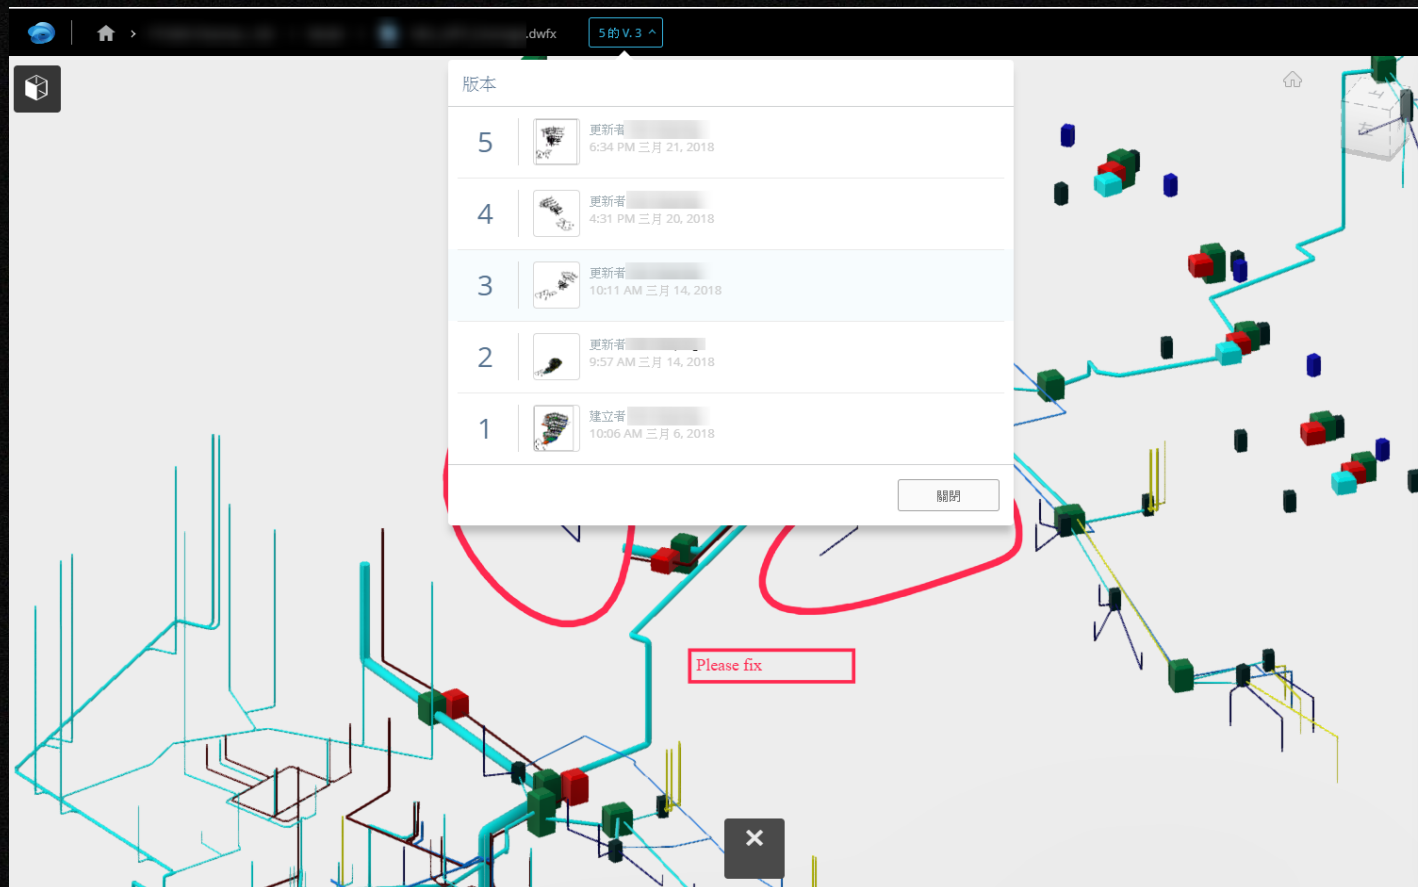 .dwfx
5 的 V. 3
版本
5
更新者
6:34 PM 三月 21, 2018
4
更新者
4:31 PM 三月 20, 2018
3
更新者
10:11 AM 三月 14, 2018
2
更新者
9:57 AM 三月 14, 2018
1
建立者
10:06 AM 三月 6, 2018
關閉
左
Please fix